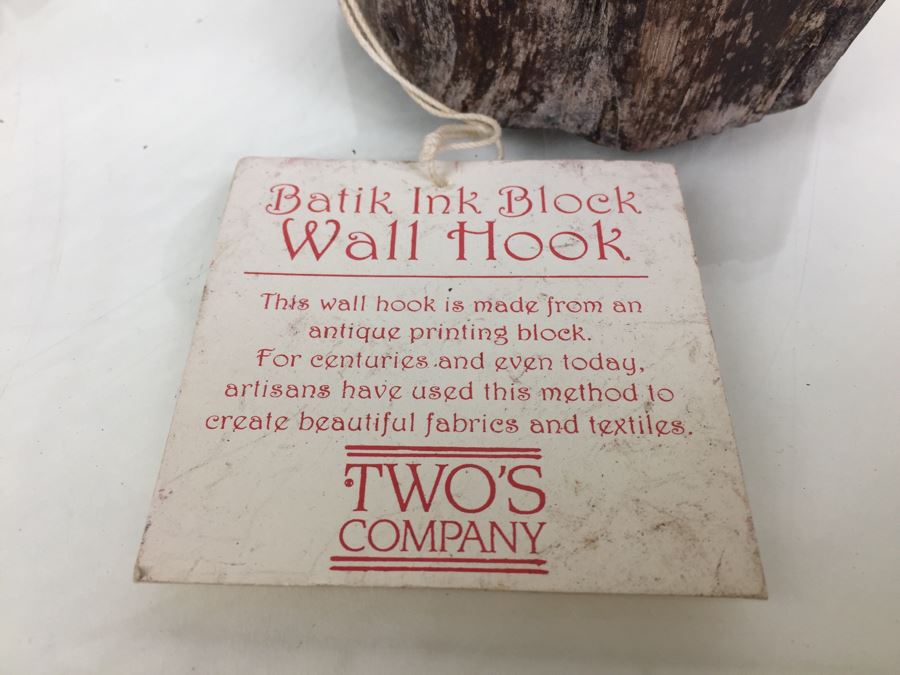 Batik Ink Block
Wall Hook
This wall hook is made from an
antique printing block.
For centuries and even today,
artisans have used this method to
create beautiful fabrics and textiles.
TWO'S
COMPANY